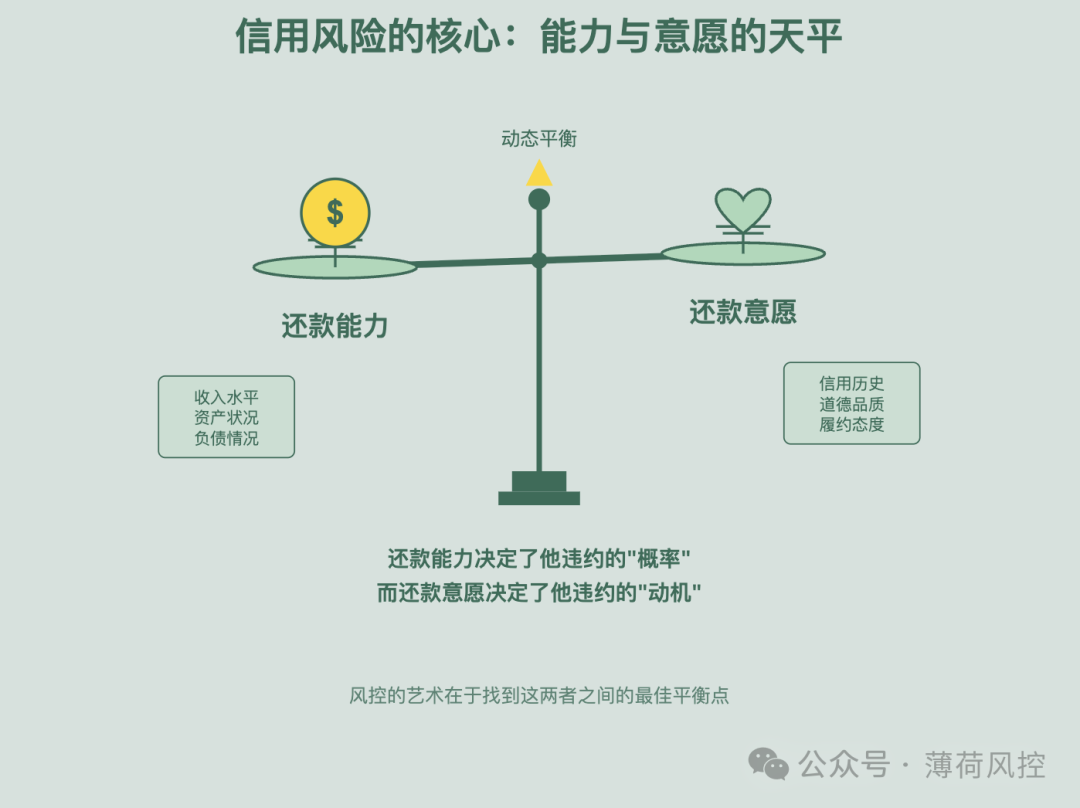 信用风险的核心：能力与意愿的天平
动态平衡
$
还款能力
还款意愿
收入水平
资产状况
负债情况
信用历史
道德品质
履约态度
还款能力决定了他违约的"概率"
而还款意愿决定了他违约的"动机"
风控的艺术在于找到这两者之间的最佳平衡点
公众号 · 薄荷风控